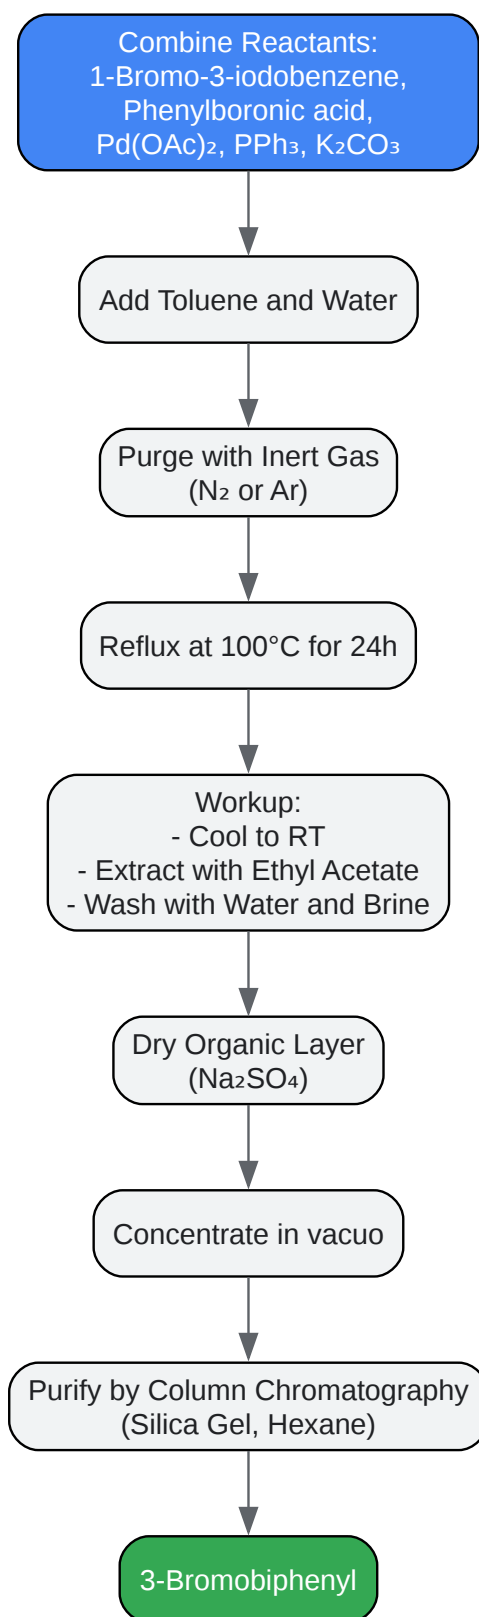 Combine Reactants:
1-Bromo-3-iodobenzene,
Phenylboronic acid,
Pd(OAc)₂, PPh₃, K₂CO₃
Add Toluene and Water
Purge with Inert Gas
(N₂ or Ar)
Reflux at 100°C for 24h
Workup:
- Cool to RT
- Extract with Ethyl Acetate
- Wash with Water and Brine
Dry Organic Layer
(Na₂SO₄)
Concentrate in vacuo
Purify by Column Chromatography
(Silica Gel, Hexane)
3-Bromobiphenyl